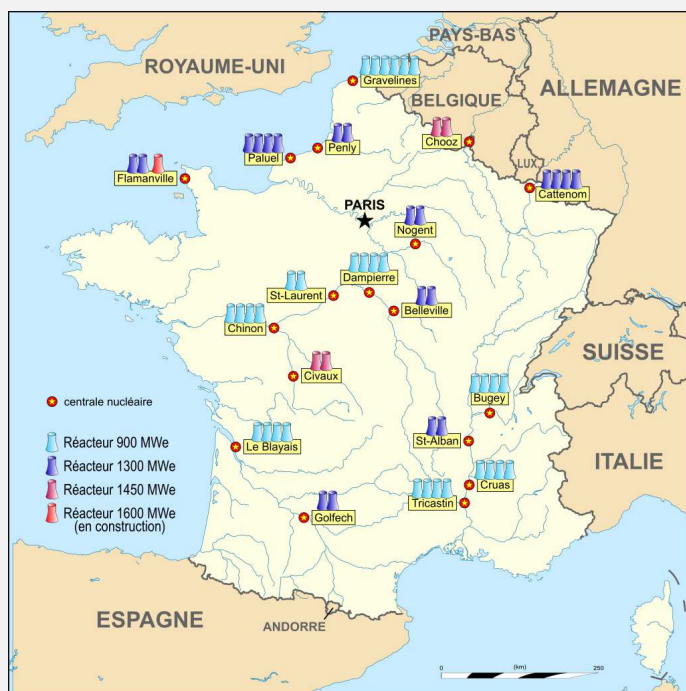 PAYS-BAS
ROYAUME-UNI
ALLEMAGNE
Gravelines
BELGIQUE
Penly
Chooz
Paluel
LUX.
Flamanville
Cattenom
PARIS
Nogent
Dampierre
St-Laurent
Belleville
Chinon
SUISSE
Civaux
Bugey
centrale nucléaire
St-Alban
Réacteur 900 MWe
Le Blayais
ITALIE
Réacteur 1300 MWe
Cruas
Réacteur 1450 MWe
Tricastin
Réacteur 1600 MWe
(en construction)
Golfech
ESPAGNE
ANDORRE
0 (km) 250